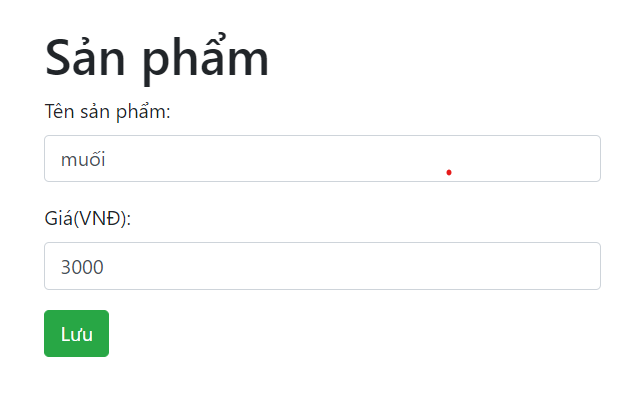 Sản phẩm
Tên sản phẩm:
muối
Giá(VNĐ):
3000
Lưu